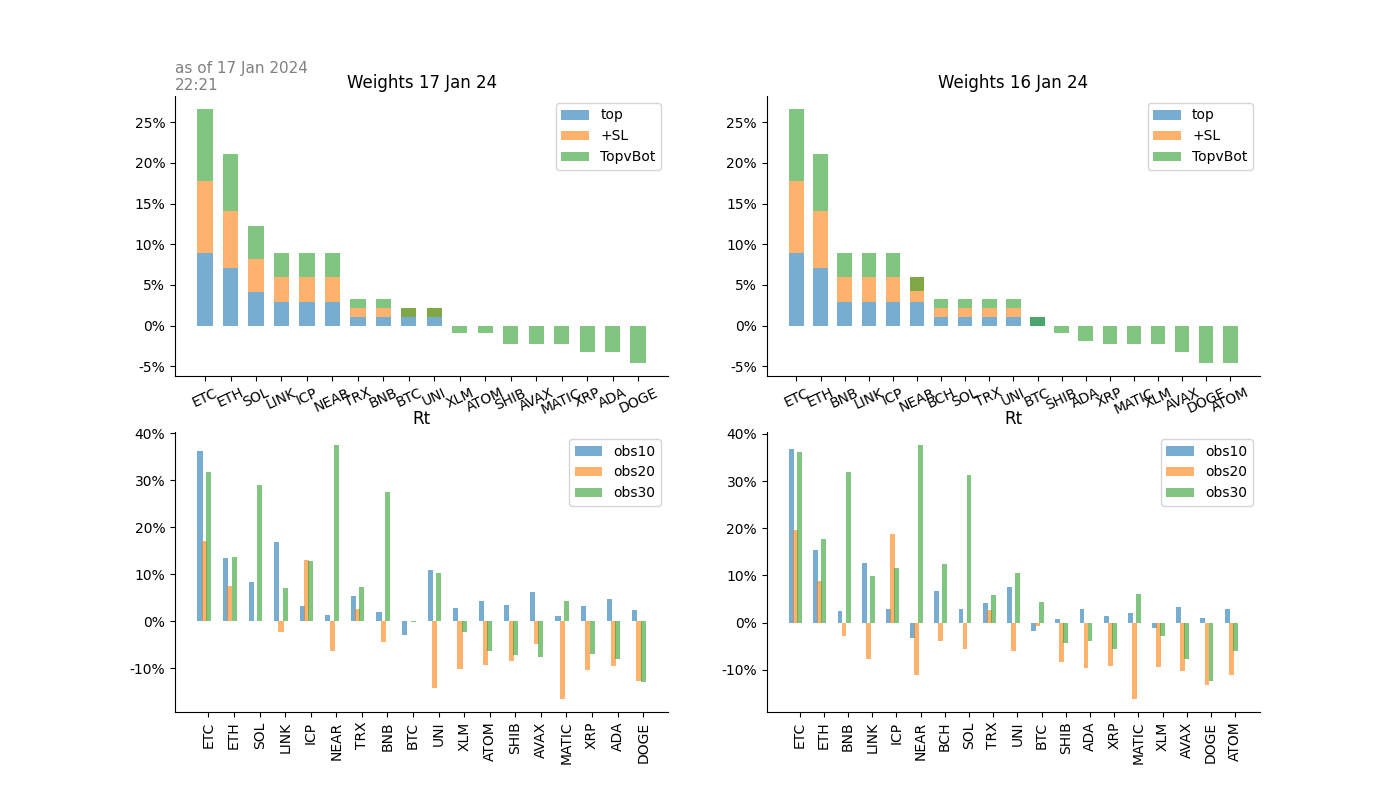 as of 17 Jan 2024
22:21
Weights 17 Jan 24
25%
20%
15%
10%
5%
0%
-5%
top
+SL
TopvBot
ETC ETH SOL LINK ICP NEAR TRX BNB BTC UNI XLM ATOM SHIB AVAX MATIC XRP ADA DOGE
Weights 16 Jan 24
25%
20%
15%
10%
5%
0%
-5%
top
+SL
TopvBot
ETC ETH BNB LINK ICP NEAR BCH SOL TRX UNI BTC SHIB ADA XRP MATIC XLM AVAX DOGE ATOM
Rt
40%
30%
20%
10%
0%
-10%
obs10
obs20
obs30
ETC ETH SOL LINK ICP NEAR TRX BNB BTC UNI XLM ATOM SHIB AVAX MATIC XRP ADA DOGE
Rt
40%
30%
20%
10%
0%
-10%
obs10
obs20
obs30
ETC ETH BNB LINK ICP NEAR BCH SOL TRX UNI BTC SHIB ADA XRP MATIC XLM AVAX DOGE ATOM